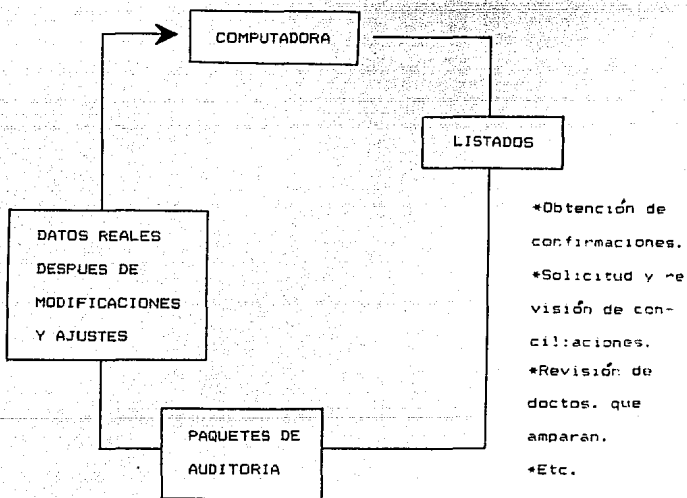 COMPUTADORA
LISTADOS
DATOS REALES
DESPUES DE
MODIFICACIONES
Y AJUSTES
PAQUETES DE
AUDITORIA
*Obtención de
confirmaciones.
*Solicitud y re
visión de con-
ciliaciones.
*Revisión de
doctos. que
amparan.
*Etc.